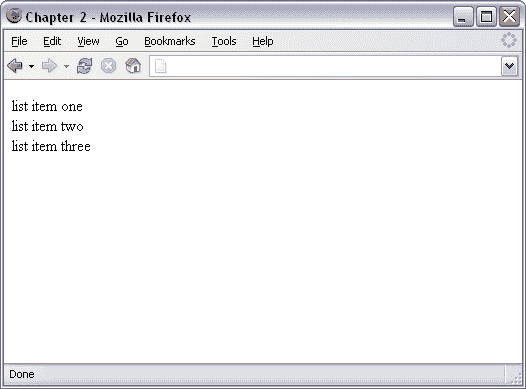 Chapter 2 - Mozilla Firefox
File Edit View Go Bookmarks Tools Help
list item one
list item two
list item three
Done